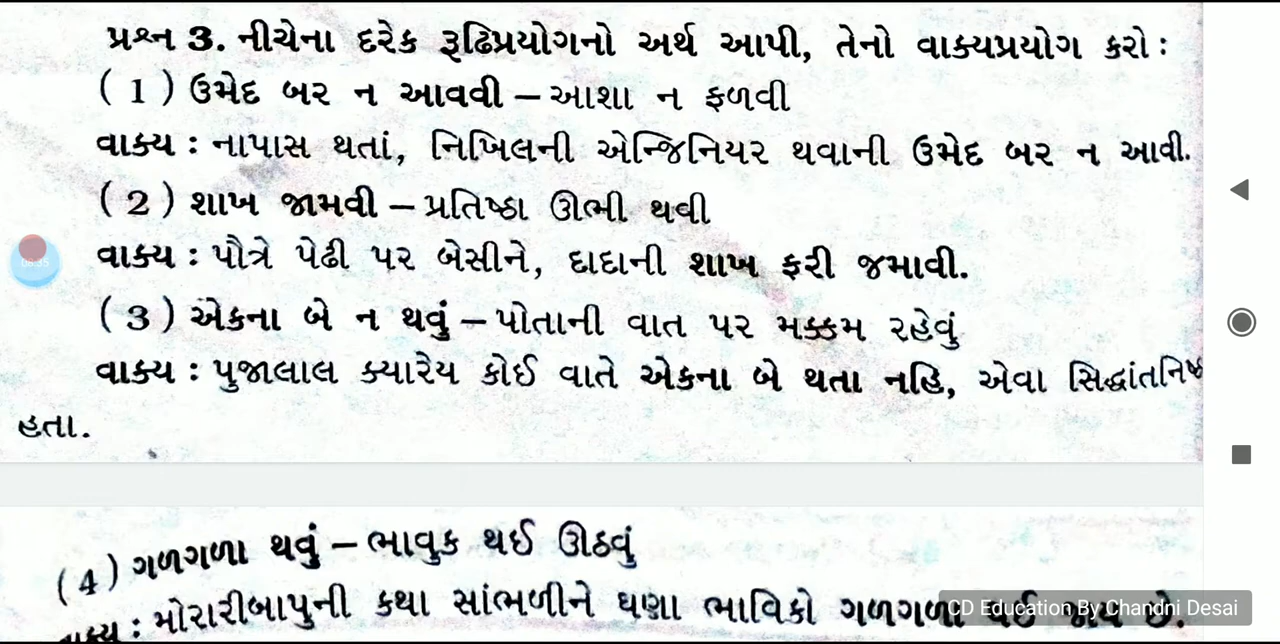 પ્રશ્ન 3. નીચેના દરેક રૂઢિપ્રયોગનો અર્થ આપી, તેનો વાક્યપ્રયોગ કરો :
( 1 ) ઉમેદ બર ન આવવી – આશા ન ફળવી
વાક્ય : નાપાસ થતાં, નિખિલની એન્જિનિયર થવાની ઉમેદ બર ન આવી.
( 2 ) શાખ જામવી – પ્રતિષ્ઠા ઊભી થવી
વાક્ય : પૌત્રે પેઢી પર બેસીને, દાદાની શાખ ફરી જમાવી.
( 3 ) એકના બે ન થવું – પોતાની વાત પર મક્કમ રહેવું
વાક્ય : પુજાલાલ ક્યારેય કોઈ વાતે એકના બે થતા નહિ, એવા સિદ્ધાંતનિષ્ઠ
હતા.
( 4 ) ગળગળા થવું – ભાવુક થઈ ઊઠવું
વાક્ય : મોરારીબાપુની કથા સાંભળીને ઘણા ભાવિકો ગળગળા થઈ જાય છે.
CD Education By Chandni Desai